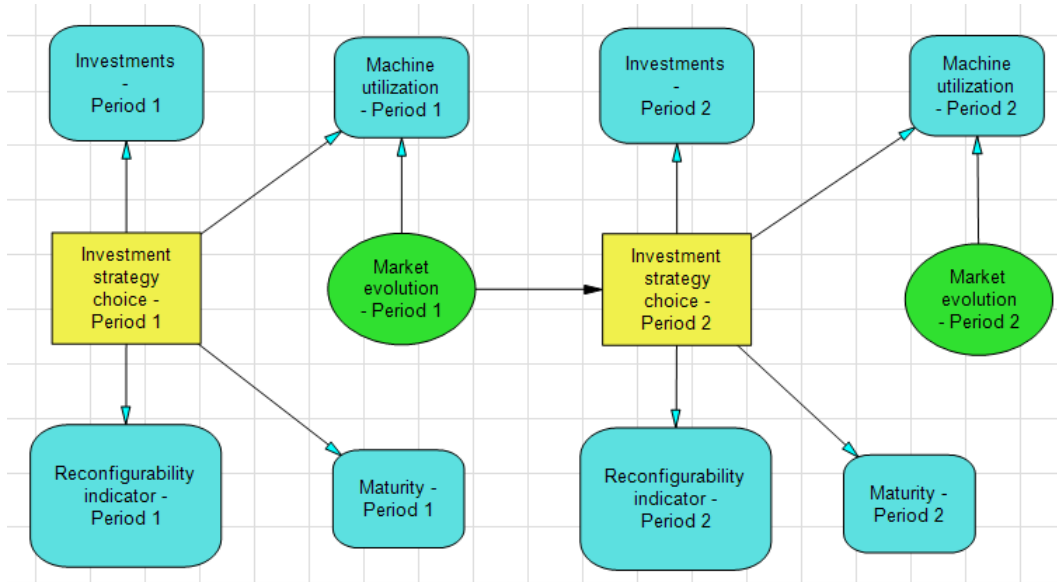 Investments
-
Period 1
Machine
utilization
- Period 1
Investments
-
Period 2
Machine
utilization
- Period 2
Investment
strategy
choice -
Period 1
Market
evolution
- Period 1
Investment
strategy
choice -
Period 2
Market
evolution
- Period 2
Reconfigurability
indicator -
Period 1
Maturity -
Period 1
Reconfigurability
indicator -
Period 2
Maturity -
Period 2